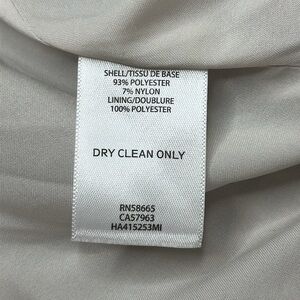 SHELL/TISSU DE BASE
93% POLYESTER
7% NYLON
LINING/DOUBLURE
100% POLYESTER
DRY CLEAN ONLY
RN58665
CA57963
HA415253MI